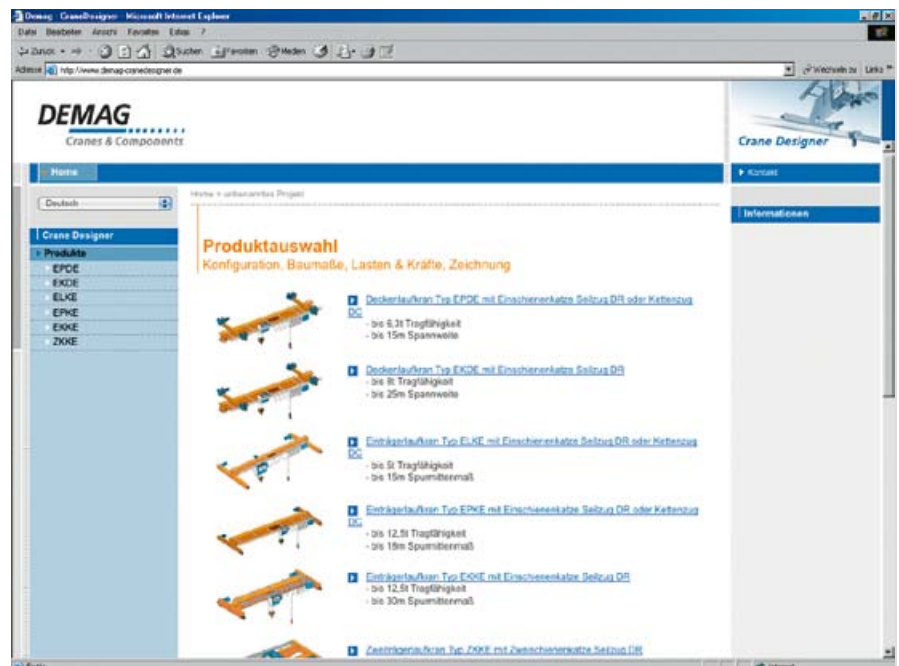 Demag - CraneDesigner - Microsoft Internet Explorer
Datei Bearbeiten Ansicht Favoriten Extras ?
Zurück Suchen Favoriten Medien
Adresse http://www.demag-cranedesigner.de Wechseln zu Links
DEMAG
Cranes & Components
Crane Designer
Home
Kontakt
Deutsch
Home > unbenanntes Projekt
Informationen
Crane Designer
Produkte
EPDE
EKDE
ELKE
EPKE
EKKE
ZKKE
Produktauswahl
Konfiguration, Baumaße, Lasten & Kräfte, Zeichnung
Deckenlaufkran Typ EPDE mit Einschienenkatze Seilzug DR oder Kettenzug
DC
- bis 6,3t Tragfähigkeit
- bis 15m Spannweite
Deckenlaufkran Typ EKDE mit Einschienenkatze Seilzug DR
- bis 8t Tragfähigkeit
- bis 25m Spannweite
Einträgerlaufkran Typ ELKE mit Einschienenkatze Seilzug DR oder Kettenzug
DC
- bis 5t Tragfähigkeit
- bis 15m Spurmittenmaß
Einträgerlaufkran Typ EPKE mit Einschienenkatze Seilzug DR oder Kettenzug
DC
- bis 12,5t Tragfähigkeit
- bis 18m Spurmittenmaß
Einträgerlaufkran Typ EKKE mit Einschienenkatze Seilzug DR
- bis 12,5t Tragfähigkeit
- bis 30m Spurmittenmaß
Zweiträgerlaufkran Typ ZKKE mit Zweischienenkatze Seilzug DR